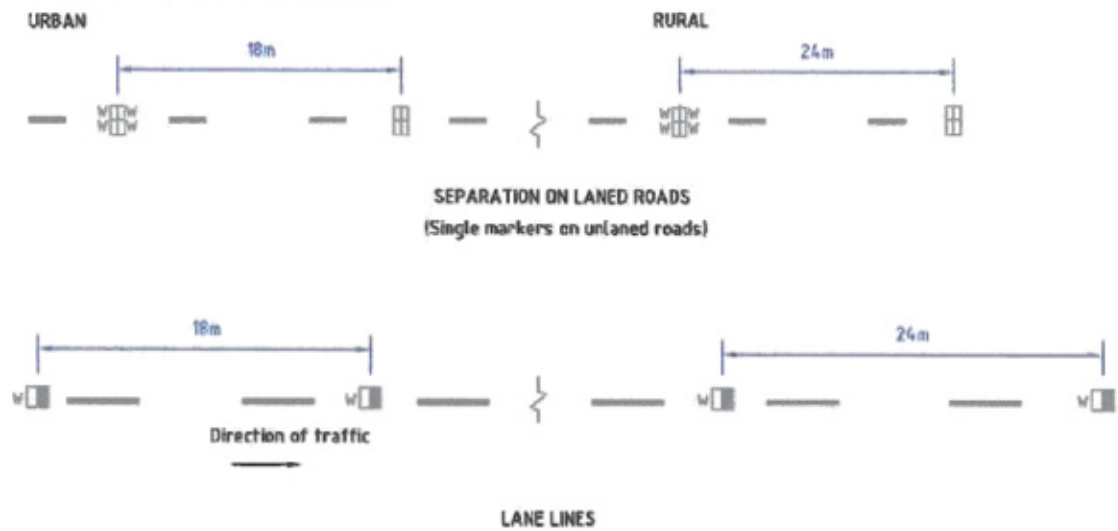 URBAN RURAL
18m 24m
W W W W
W W W W
SEPARATION ON LANED ROADS
(Single markers on unlaned roads)
18m 24m
W W W W
Direction of traffic
LANE LINES